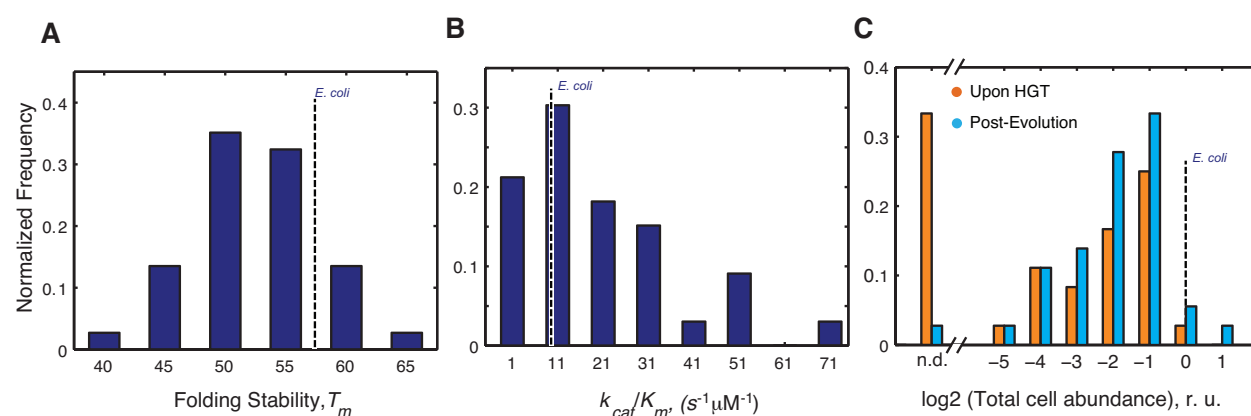 A
Normalized Frequency
0.4
0.3
0.2
0.1
0
E. coli
40 45 50 55 60 65
Folding Stability, Tm
B
0.3
0.2
0.1
0
E. coli
1 11 21 31 41 51 61 71
kcat/Km, (s-1μM-1)
C
0.4
0.3
0.2
0.1
0
Upon HGT
Post-Evolution
E. coli
n.d. −5 −4 −3 −2 −1 0 1
log2 (Total cell abundance), r. u.